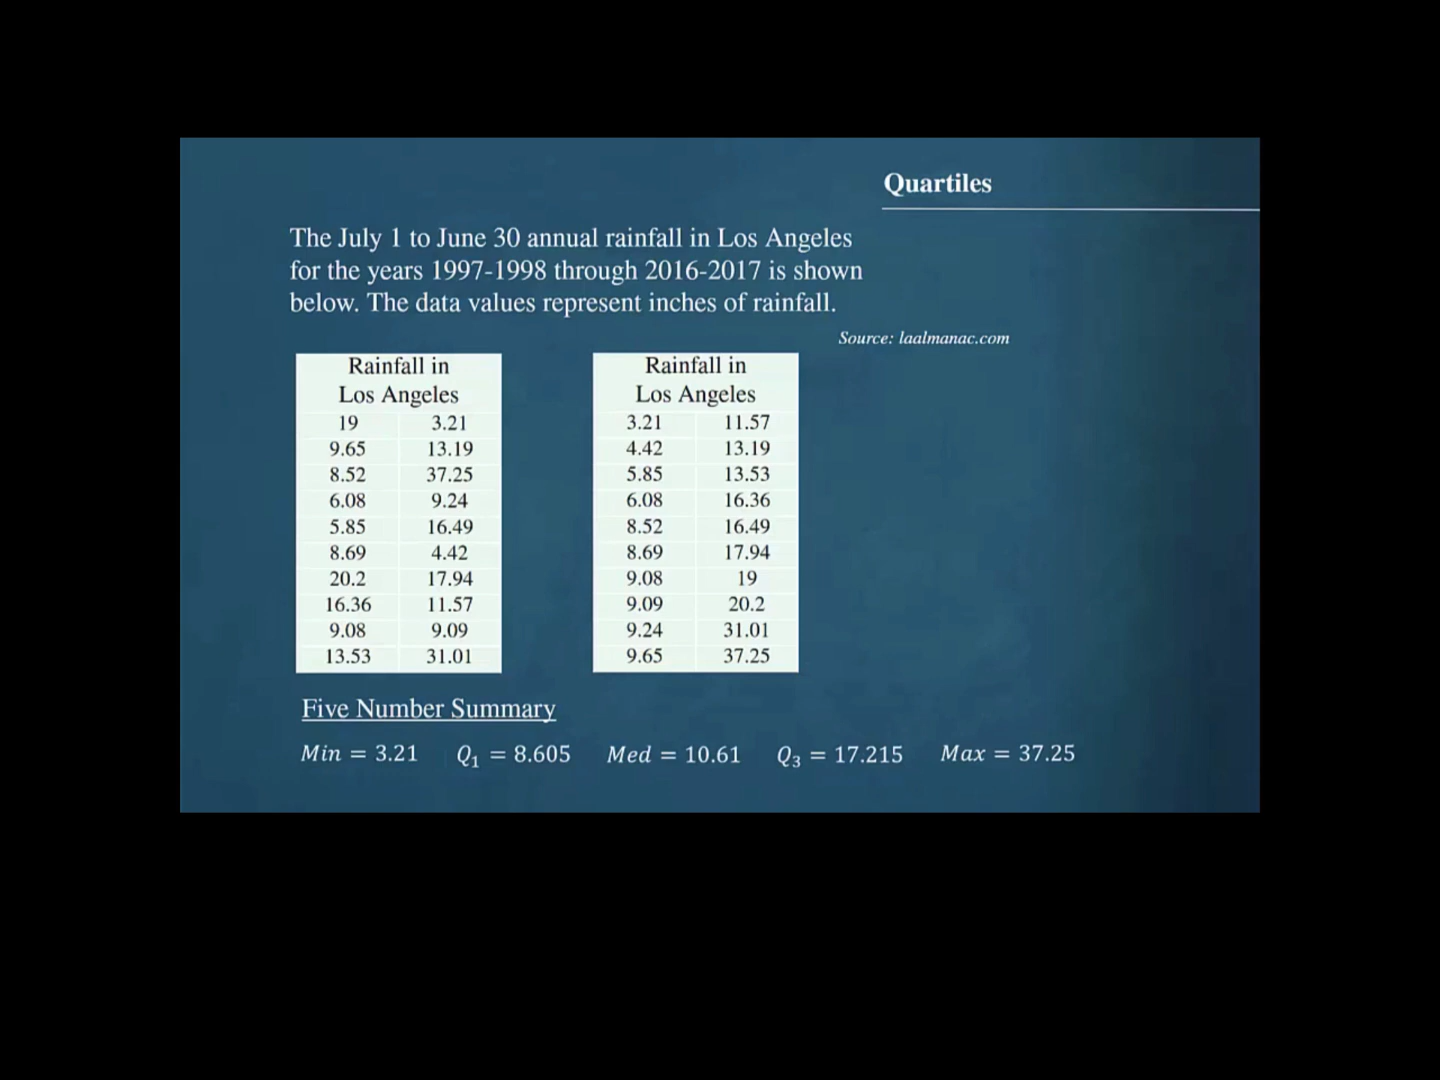 Quartiles
The July 1 to June 30 annual rainfall in Los Angeles
for the years 1997-1998 through 2016-2017 is shown
below. The data values represent inches of rainfall.
Source: laalmanac.com
Rainfall in
Los Angeles
19 3.21
9.65 13.19
8.52 37.25
6.08 9.24
5.85 16.49
8.69 4.42
20.2 17.94
16.36 11.57
9.08 9.09
13.53 31.01
Rainfall in
Los Angeles
3.21 11.57
4.42 13.19
5.85 13.53
6.08 16.36
8.52 16.49
8.69 17.94
9.08 19
9.09 20.2
9.24 31.01
9.65 37.25
Five Number Summary
Min = 3.21 Q₁ = 8.605 Med = 10.61 Q₃ = 17.215 Max = 37.25